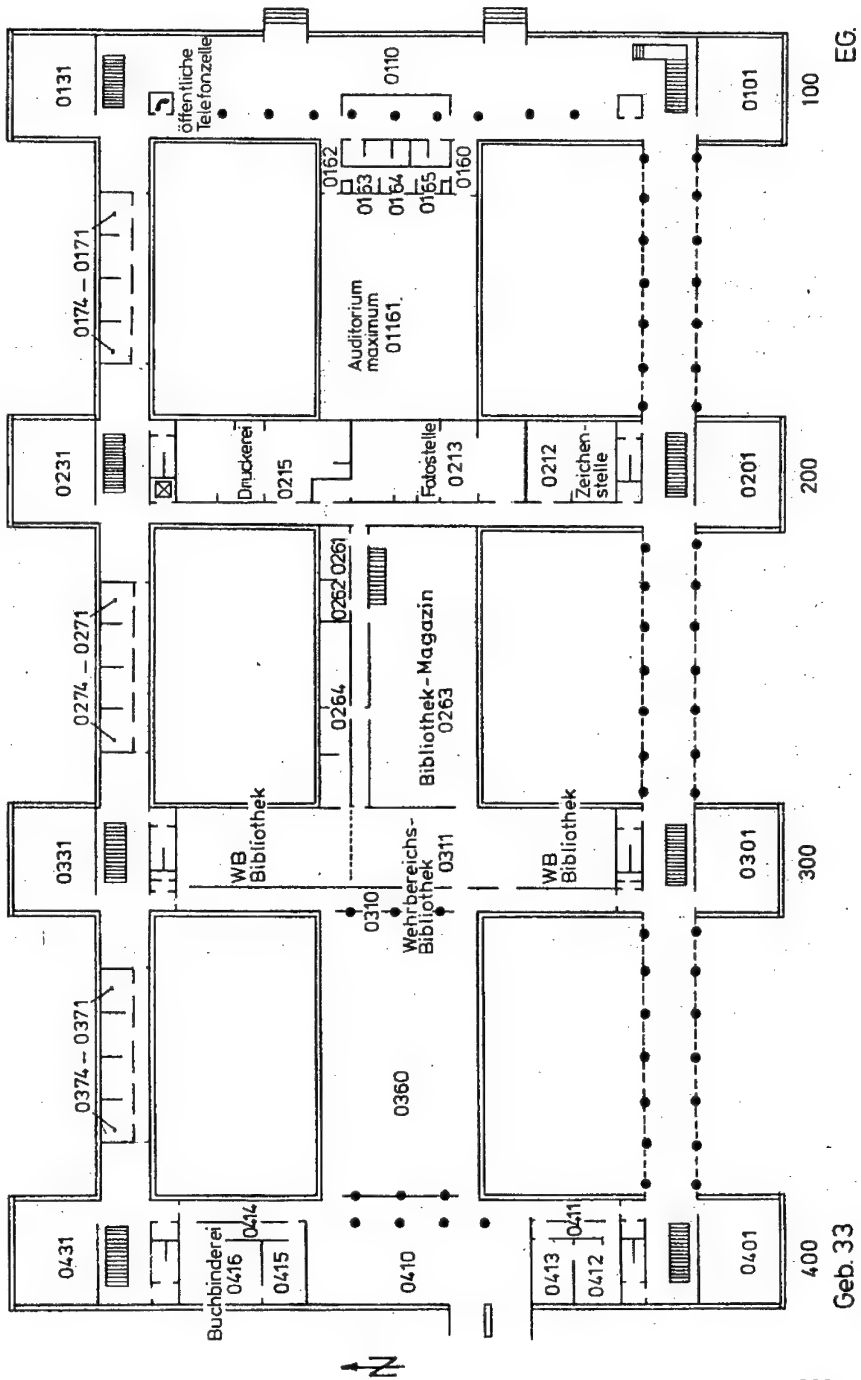 EG.
0131
öffentliche
Telefonzelle
0110
0101
100
0162
0163
0164
0165
0160
0174 – 0171
Auditorium
maximum
01161.
0231
Druckerei
0215
Fotostelle
0213
0212
Zeichen-
stelle
0201
200
0274 – 0271
0262 0261
0264
Bibliothek-Magazin
0263
0331
WB
Bibliothek
0310
Wehrbereichs-
Bibliothek
0311
WB
Bibliothek
0301
300
0374 – 0371
0360
0431
Buchbinderei
0416
0414
0415
0410
0411
0413
0412
0401
400
Geb. 33
N